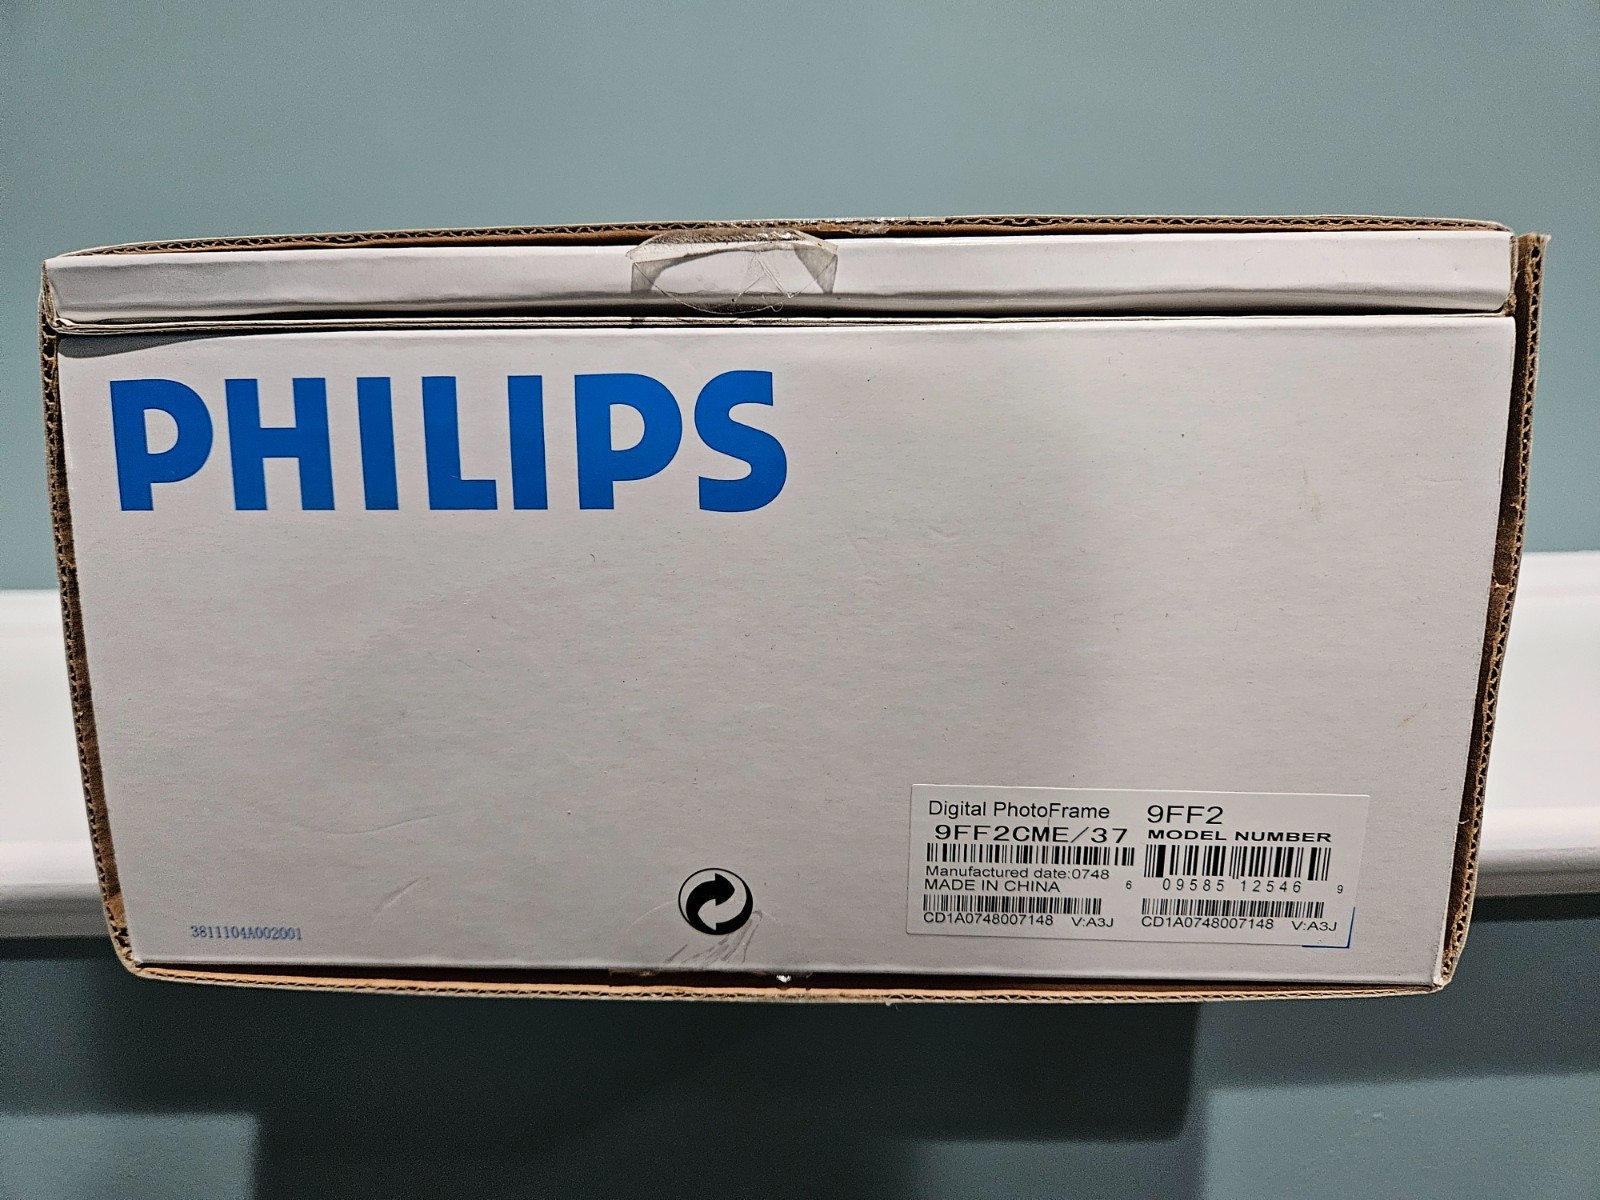 PHILIPS
Digital PhotoFrame 9FF2
9FF2CME/37 MODEL NUMBER
Manufactured date:0748
MADE IN CHINA
6 09585 12546 9
CD1A0748007148 V:A3J CD1A0748007148 V:A3J
3811104A002001